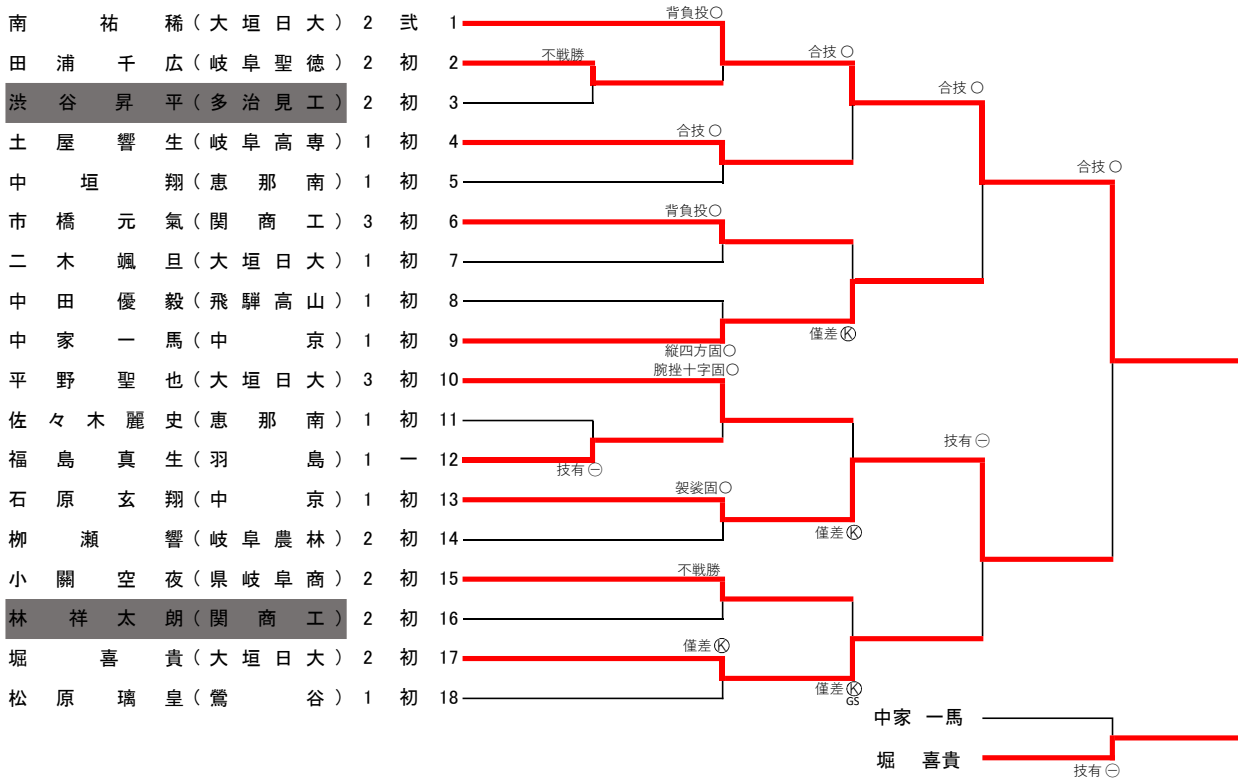 南祐稀(大垣日大) 2 弐 1 背負投○
田浦千広(岐阜聖徳) 2 初 2 不戦勝 合技○
渋谷昇平(多治見工) 2 初 3 合技○
土屋響生(岐阜高専) 1 初 4 合技○
中垣翔(恵那南) 1 初 5 合技○
市橋元氣(関商工) 3 初 6 背負投○
二木颯旦(大垣日大) 1 初 7
中田優毅(飛騨高山) 1 初 8
中家一馬(中京) 1 初 9 僅差Ⓚ
縦四方固○
平野聖也(大垣日大) 3 初 10 腕挫十字固○
佐々木麗史(恵那南) 1 初 11 技有㊀
福島真生(羽島) 1 一 12 技有㊀
石原玄翔(中京) 1 初 13 袈裟固○
柳瀬響(岐阜農林) 2 初 14 僅差Ⓚ
小關空夜(県岐阜商) 2 初 15 不戦勝
林祥太朗(関商工) 2 初 16
堀喜貴(大垣日大) 2 初 17 僅差Ⓚ
松原璃皇(鶯谷) 1 初 18 僅差Ⓚ
GS
中家 一馬
堀 喜貴
技有㊀